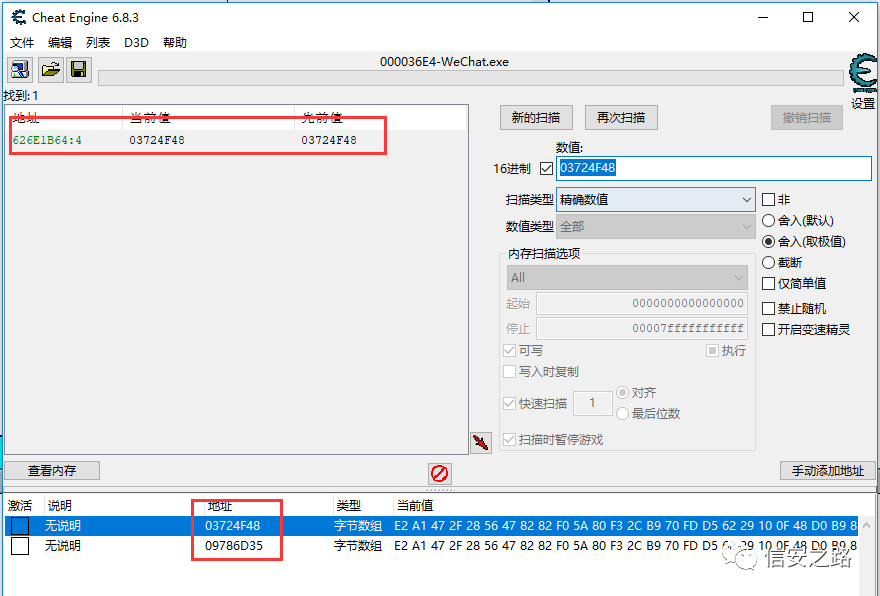 Cheat Engine 6.8.3
文件 编辑 列表 D3D 帮助
000036E4-WeChat.exe
找到: 1
设置
地址 当前值 先前值
626E1B64:4 03724F48 03724F48
新的扫描 再次扫描 撤销扫描
数值:
16进制 03724F48
扫描类型 精确数值 非
数值类型 全部 舍入(默认)
舍入(取极值)
内存扫描选项
截断
All 仅简单值
起始 0000000000000000 禁止随机
停止 00007fffffffffff 开启变速精灵
可写 执行
写入时复制
快速扫描 1 对齐
最后位数
扫描时暂停游戏
查看内存 手动添加地址
激活 说明 地址 类型 当前值
无说明 03724F48 字节数组 E2 A1 47 2F 28 56 47 82 82 F0 5A 80 F3 2C B9 70 FD D5 62 29 10 0F 48 D0 B9 8
无说明 09786D35 字节数组 E2 A1 47 2F 28 56 47 82 82 F0 5A 80 F3 2C B9 70 FD D5 62 29 10 0F 48 D0 B9 8
信安之路